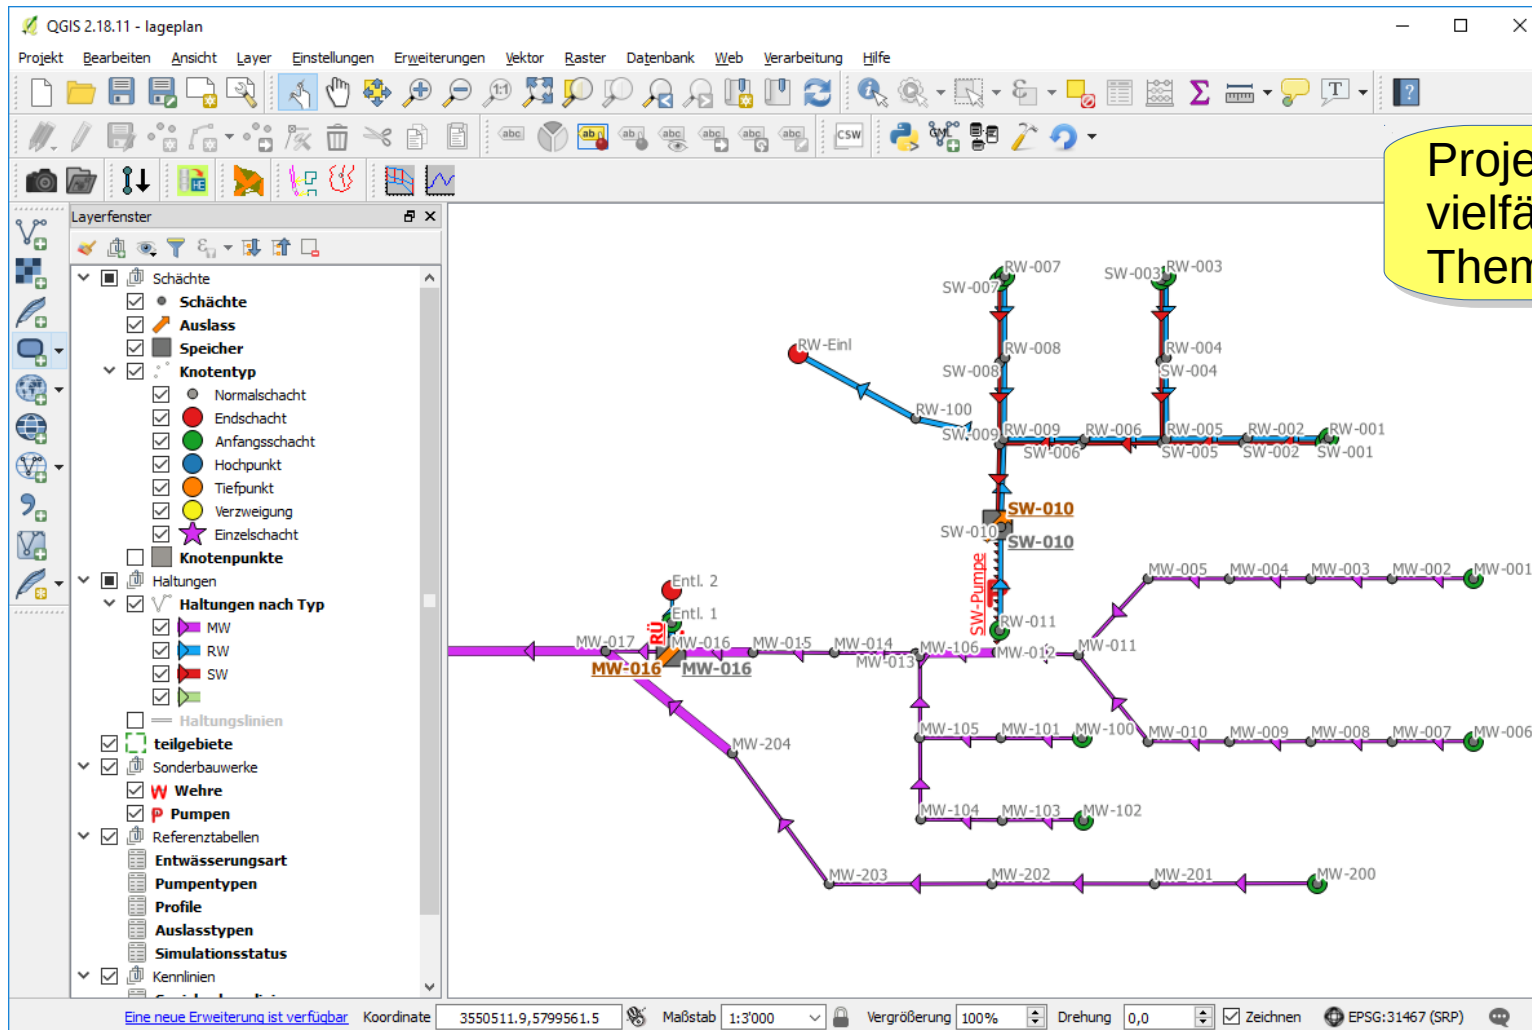 QGIS 2.18.11 - lageplan
Projekt Bearbeiten Ansicht Layer Einstellungen Erweiterungen Vektor Raster Datenbank Web Verarbeitung Hilfe
Layerfenster
Schächte
Schächte
Auslass
Speicher
Knotentyp
Normalschacht
Endschacht
Anfangsschacht
Hochpunkt
Tiefpunkt
Verzweigung
Einzelschacht
Knotenpunkte
Haltungen
Haltungen nach Typ
MW
RW
SW
Haltungslinien
teilgebiete
Sonderbauwerke
Wehre
Pumpen
Referenztabellen
Entwässerungsart
Pumpentypen
Profile
Auslasstypen
Simulationsstatus
Kennlinien
RW-007
SW-007
SW-003
RW-003
RW-Einl
RW-008
SW-008
RW-004
SW-004
RW-100
SW-009
RW-009
RW-006
RW-005
RW-002
RW-001
SW-006
SW-005
SW-002
SW-001
SW-010
SW-010
SW-010
SW-Pumpe
RW-011
Entl. 2
Entl. 1
RÜ
MW-005
MW-004
MW-003
MW-002
MW-001
MW-017
MW-016
MW-015
MW-014
MW-013
MW-106
MW-012
MW-011
MW-016
MW-016
MW-204
MW-105
MW-101
MW-100
MW-010
MW-009
MW-008
MW-007
MW-006
MW-104
MW-103
MW-102
MW-203
MW-202
MW-201
MW-200
Proje
vielfä
Them
Eine neue Erweiterung ist verfügbar Koordinate 3550511.9,5799561.5 Maßstab 1:3'000 Vergrößerung 100% Drehung 0,0 Zeichnen EPSG:31467 (SRP)